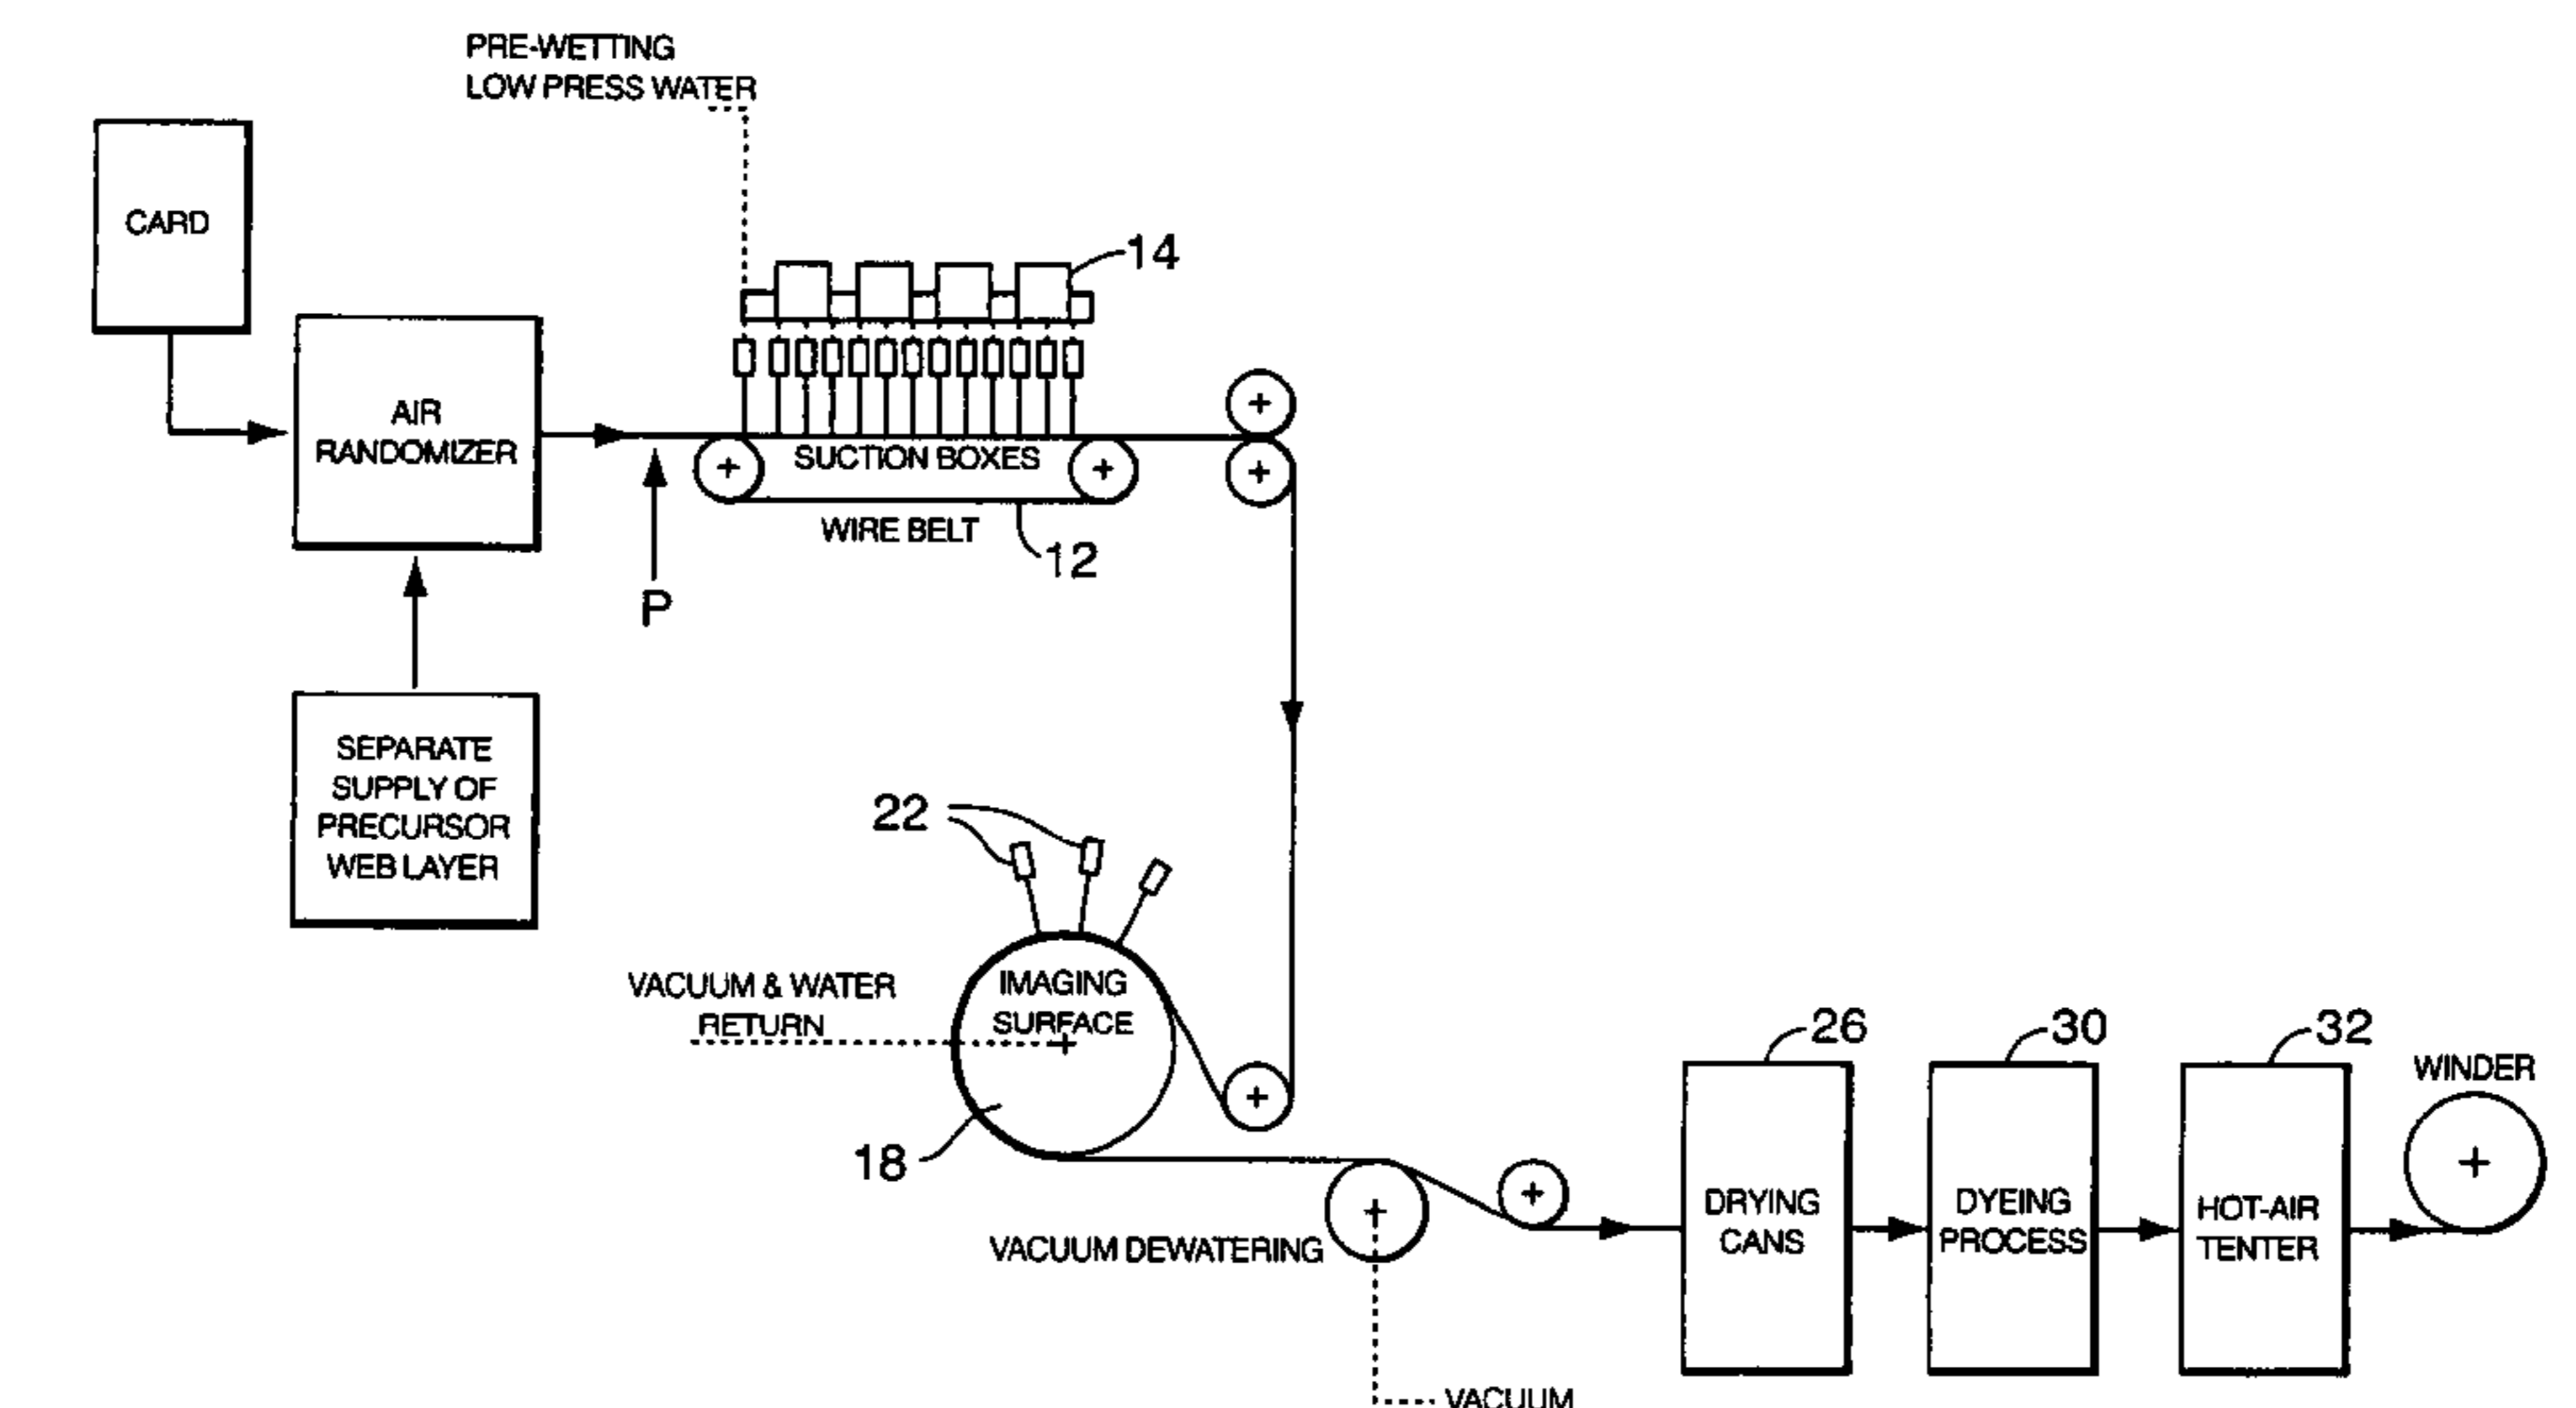 PRE-WETTING
LOW PRESS WATER
CARD
14
AIR
RANDOMIZER
SUCTION BOXES
WIRE BELT
12
P
SEPARATE
SUPPLY OF
PRECURSOR
WEB LAYER
22
VACUUM & WATER
RETURN
IMAGING
SURFACE
18
VACUUM DEWATERING
VACUUM
26
DRYING
CANS
30
DYEING
PROCESS
32
HOT-AIR
TENTER
WINDER